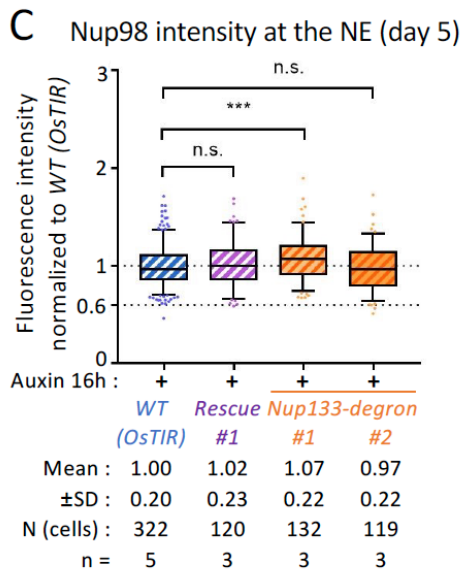 C Nup98 intensity at the NE (day 5)
Fluorescence intensity
normalized to WT (OsTIR)
3
2
1
0.6
0
n.s.
***
n.s.
Auxin 16h : + + + +
WT Rescue Nup133-degron
(OsTIR) #1 #1 #2
Mean : 1.00 1.02 1.07 0.97
±SD : 0.20 0.23 0.22 0.22
N (cells) : 322 120 132 119
n = 5 3 3 3